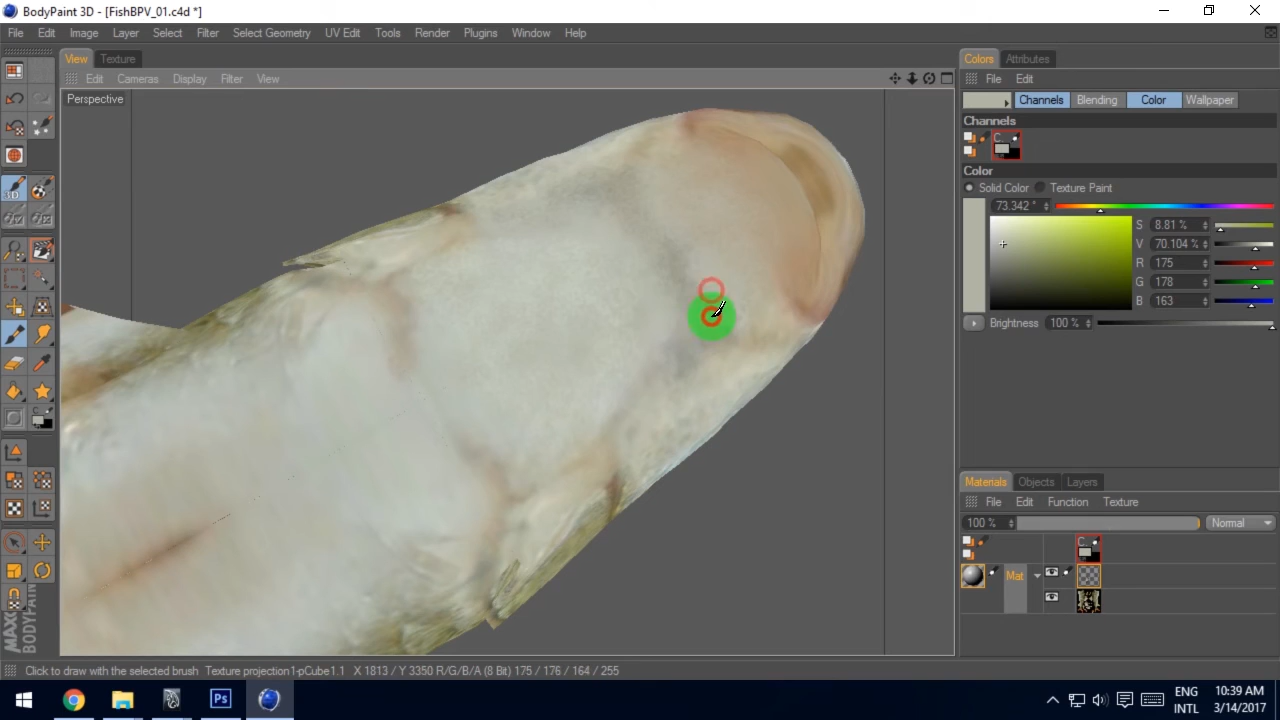 BodyPaint 3D - [FishBPV_01.c4d *]
File Edit Image Layer Select Filter Select Geometry UV Edit Tools Render Plugins Window Help
View Texture
Edit Cameras Display Filter View
Perspective
Colors Attributes
File Edit
Channels Blending Color Wallpaper
Channels
C.
Color
Solid Color Texture Paint
73.342 °
S 8.81 %
V 70.104 %
R 175
G 178
B 163
Brightness 100 %
3D
C.
Materials Objects Layers
File Edit Function Texture
100 % Normal
C.
Mat
MAXON
BODYPAINT
Click to draw with the selected brush Texture projection1-pCube1.1 X 1813 / Y 3350 R/G/B/A (8 Bit) 175 / 176 / 164 / 255
Ps
ENG
INTL
10:39 AM
3/14/2017